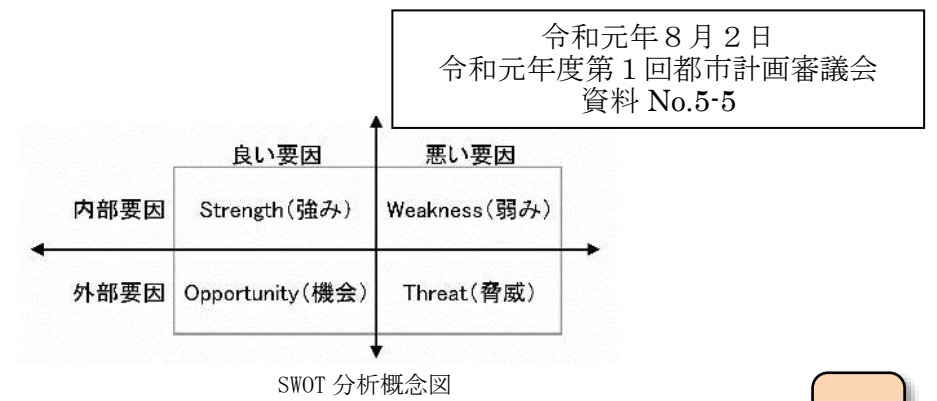 令和元年８月２日
令和元年度第１回都市計画審議会
資料 No.5-5
良い要因 悪い要因
内部要因 Strength(強み) Weakness(弱み)
外部要因 Opportunity(機会) Threat(脅威)
SWOT 分析概念図